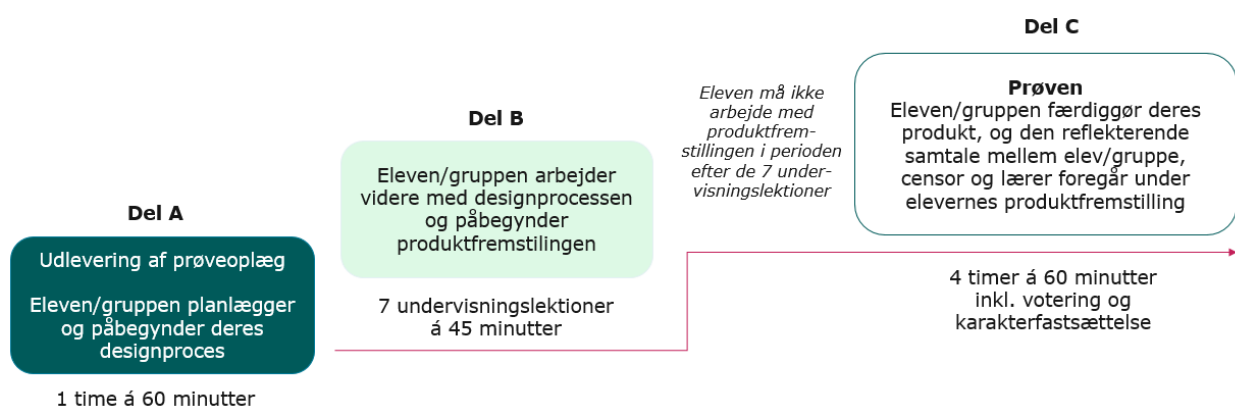 Del A
Udlevering af prøveoplæg
Eleven/gruppen planlægger
og påbegynder deres
designproces
1 time á 60 minutter
Del B
Eleven/gruppen arbejder
videre med designprocessen
og påbegynder
produktfremstilingen
7 undervisningslektioner
á 45 minutter
Eleven må ikke
arbejde med
produktfrem-
stillingen i perioden
efter de 7 under-
visningslektioner
Del C
Prøven
Eleven/gruppen færdiggør deres
produkt, og den reflekterende
samtale mellem elev/gruppe,
censor og lærer foregår under
elevernes produktfremstilling
4 timer á 60 minutter
inkl. votering og
karakterfastsættelse